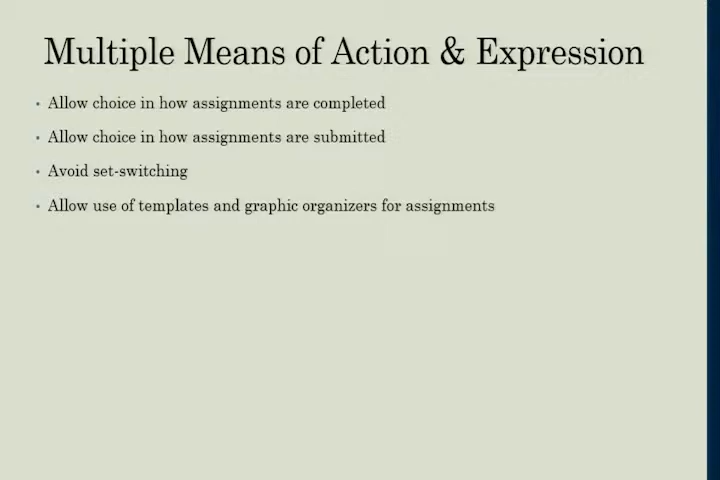 Multiple Means of Action & Expression
• Allow choice in how assignments are completed
• Allow choice in how assignments are submitted
• Avoid set-switching
• Allow use of templates and graphic organizers for assignments